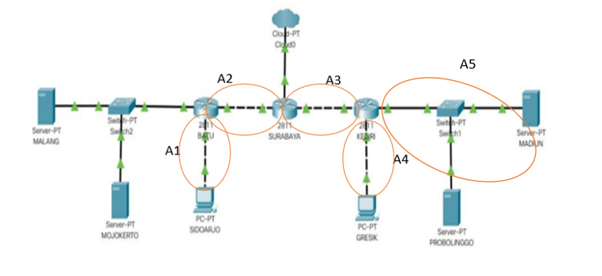 Cloud-PT
Cloud0
A2
A3
A5
Server-PT
MALANG
Switch-PT
Switch2
2811
BATU
2811
SURABAYA
2811
KEDIRI
Switch-PT
Switch1
Server-PT
MADIUN
A1
A4
Server-PT
MOJOKERTO
PC-PT
SIDOARJO
PC-PT
GRESIK
Server-PT
PROBOLINGGO